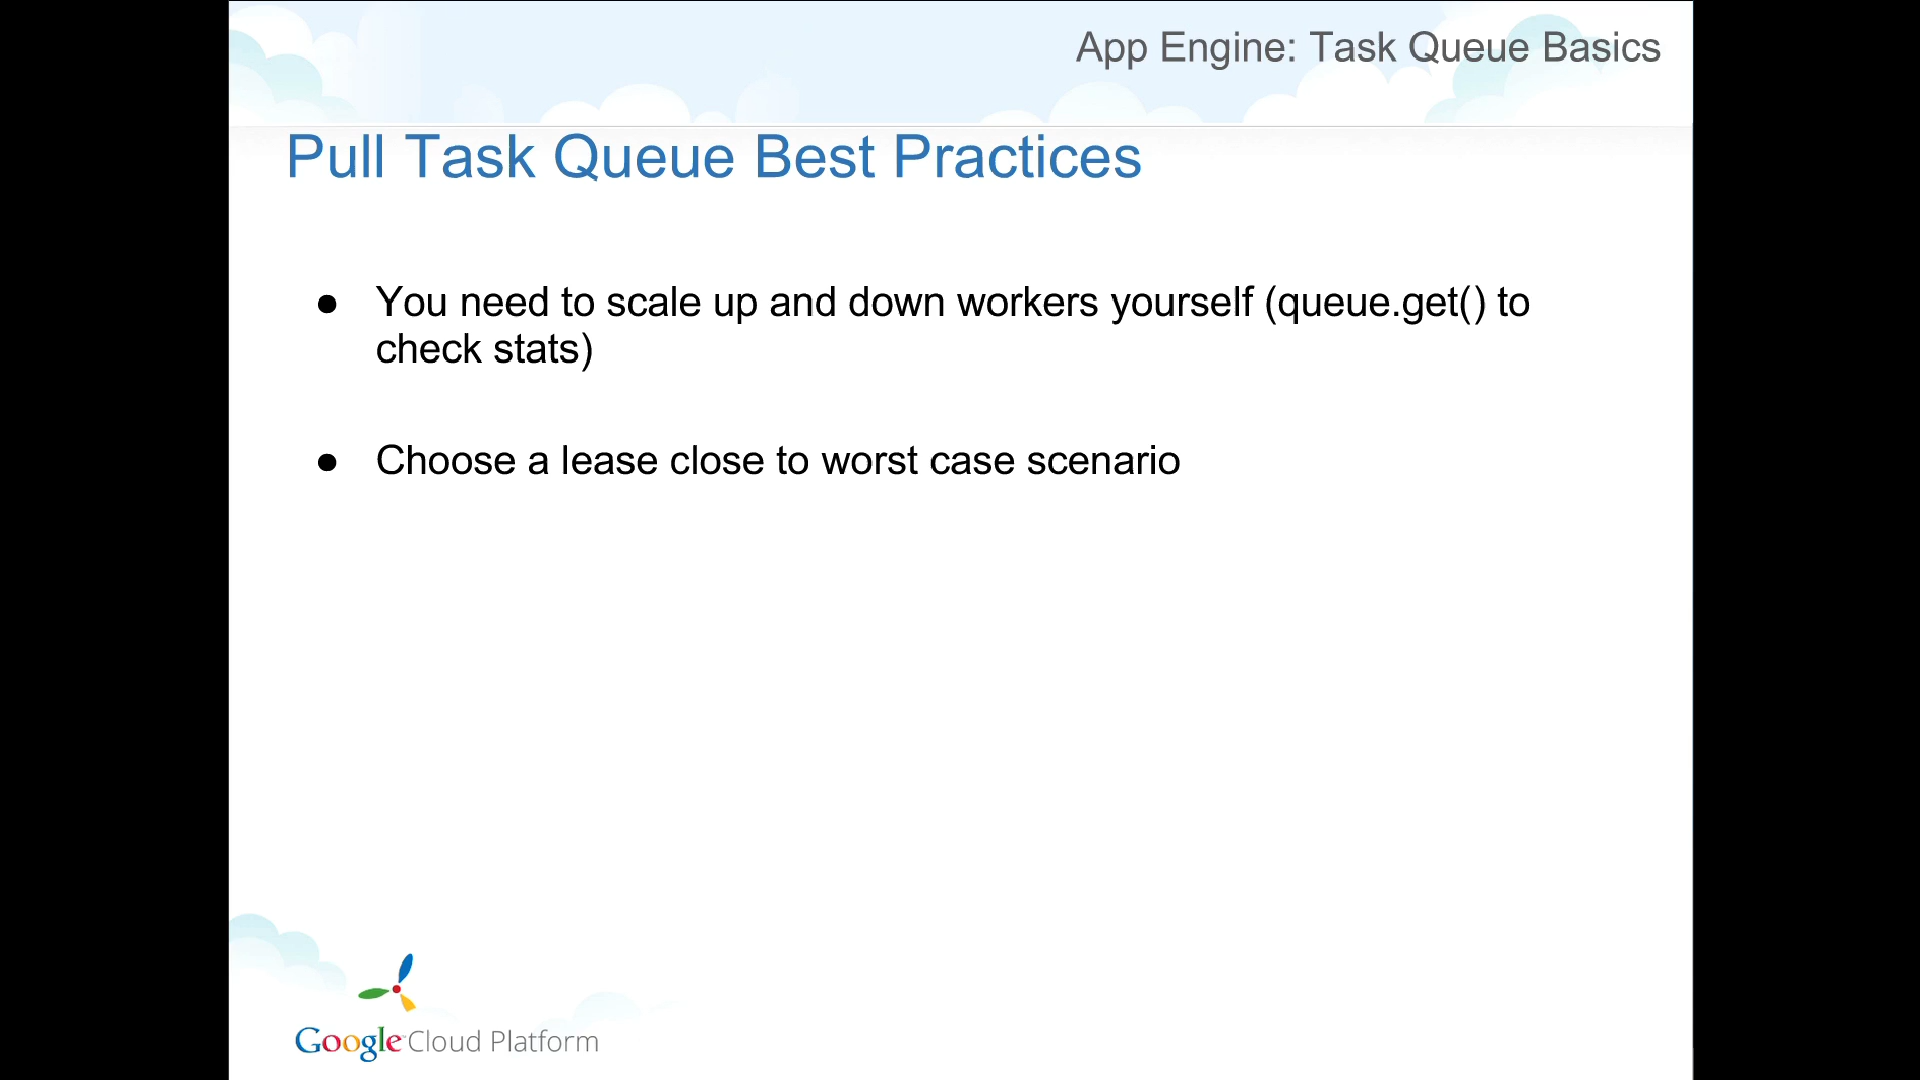 App Engine: Task Queue Basics
Pull Task Queue Best Practices
● You need to scale up and down workers yourself (queue.get() to
check stats)
● Choose a lease close to worst case scenario
Google Cloud Platform